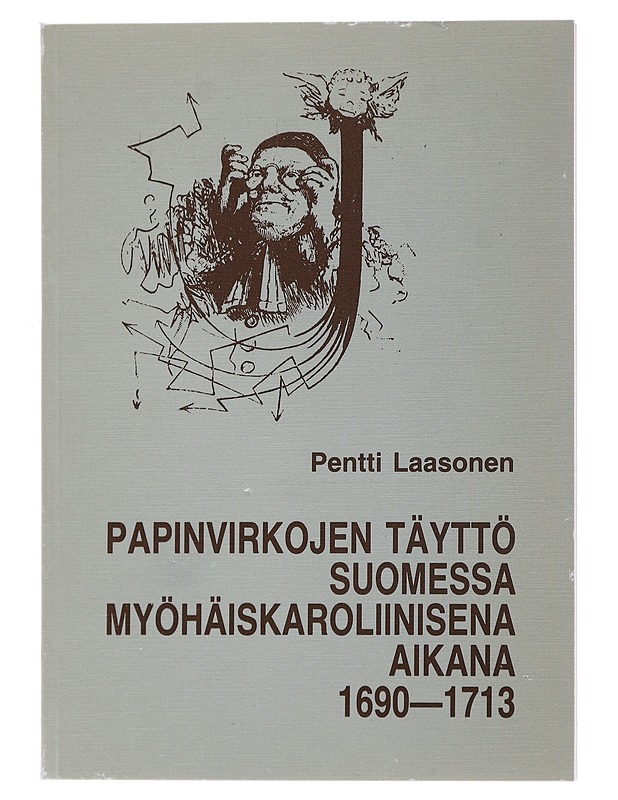 Pentti Laasonen
PAPINVIRKOJEN TÄYTTÖ
SUOMESSA
MYÖHÄISKAROLIINISENA
AIKANA
1690—1713